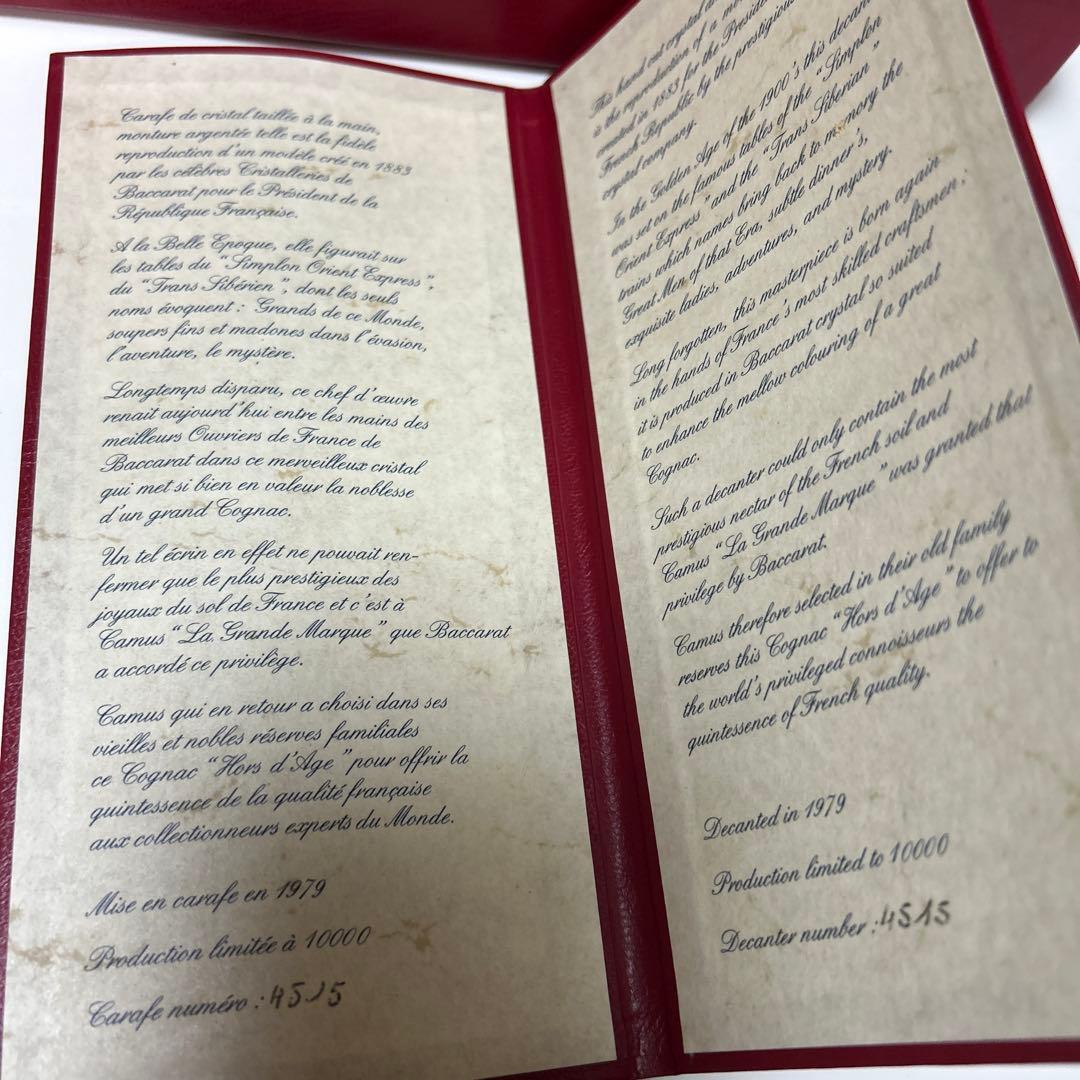 Carafe de cristal taillée à la main,
monture argentée telle est la fidèle
reproduction d'un modèle créé en 1883
par les célèbres Cristalleries de
Baccarat pour le Président de la
République Française.
A la Belle Epoque, elle figurait sur
les tables du "Simplon Orient Express",
du "Trans Sibérien", dont les seuls
noms évoquent : Grands de ce Monde,
soupers fins et madones dans l'évasion,
l'aventure, le mystère.
Longtemps disparu, ce chef d'œuvre
renait aujourd'hui entre les mains des
meilleurs Ouvriers de France de
Baccarat dans ce merveilleux cristal
qui met si bien en valeur la noblesse
d'un grand Cognac.
Un tel écrin en effet ne pouvait ren-
fermer que le plus prestigieux des
joyaux du sol de France et c'est à
Camus "La Grande Marque" que Baccarat
a accordé ce privilège.
Camus qui en retour a choisi dans ses
vieilles et nobles réserves familiales
ce Cognac "Hors d'Age" pour offrir la
quintessence de la qualité française
aux collectionneurs experts du Monde.
Mise en carafe en 1979
Production limitée à 10000
Carafe numéro : 4515
This hand cut crystal
is the reproduction of a
created in 1883 for the
French Republic by the prestigious
crystal company.
In the Golden Age of the 1900's this
was set on the famous tables of the "Simplon
Orient Express" and the "Trans Siberian"
trains which names bring back to memory the
Great Men of that Era, subtle dinner's,
exquisite ladies, adventures, and mystery.
Long forgotten, this masterpiece is born again
in the hands of France's most skilled craftsmen :
it is produced in Baccarat crystal so suited
to enhance the mellow colouring of a great
Cognac.
Such a decanter could only contain the most
prestigious nectar of the French soil and
Camus "La Grande Marque" was granted that
privilege by Baccarat.
Camus therefore selected in their old family
reserves this Cognac "Hors d'Age" to offer to
the world's privileged connoisseurs the
quintessence of French quality.
Decanted in 1979
Production limited to 10000
Decanter number : 4515